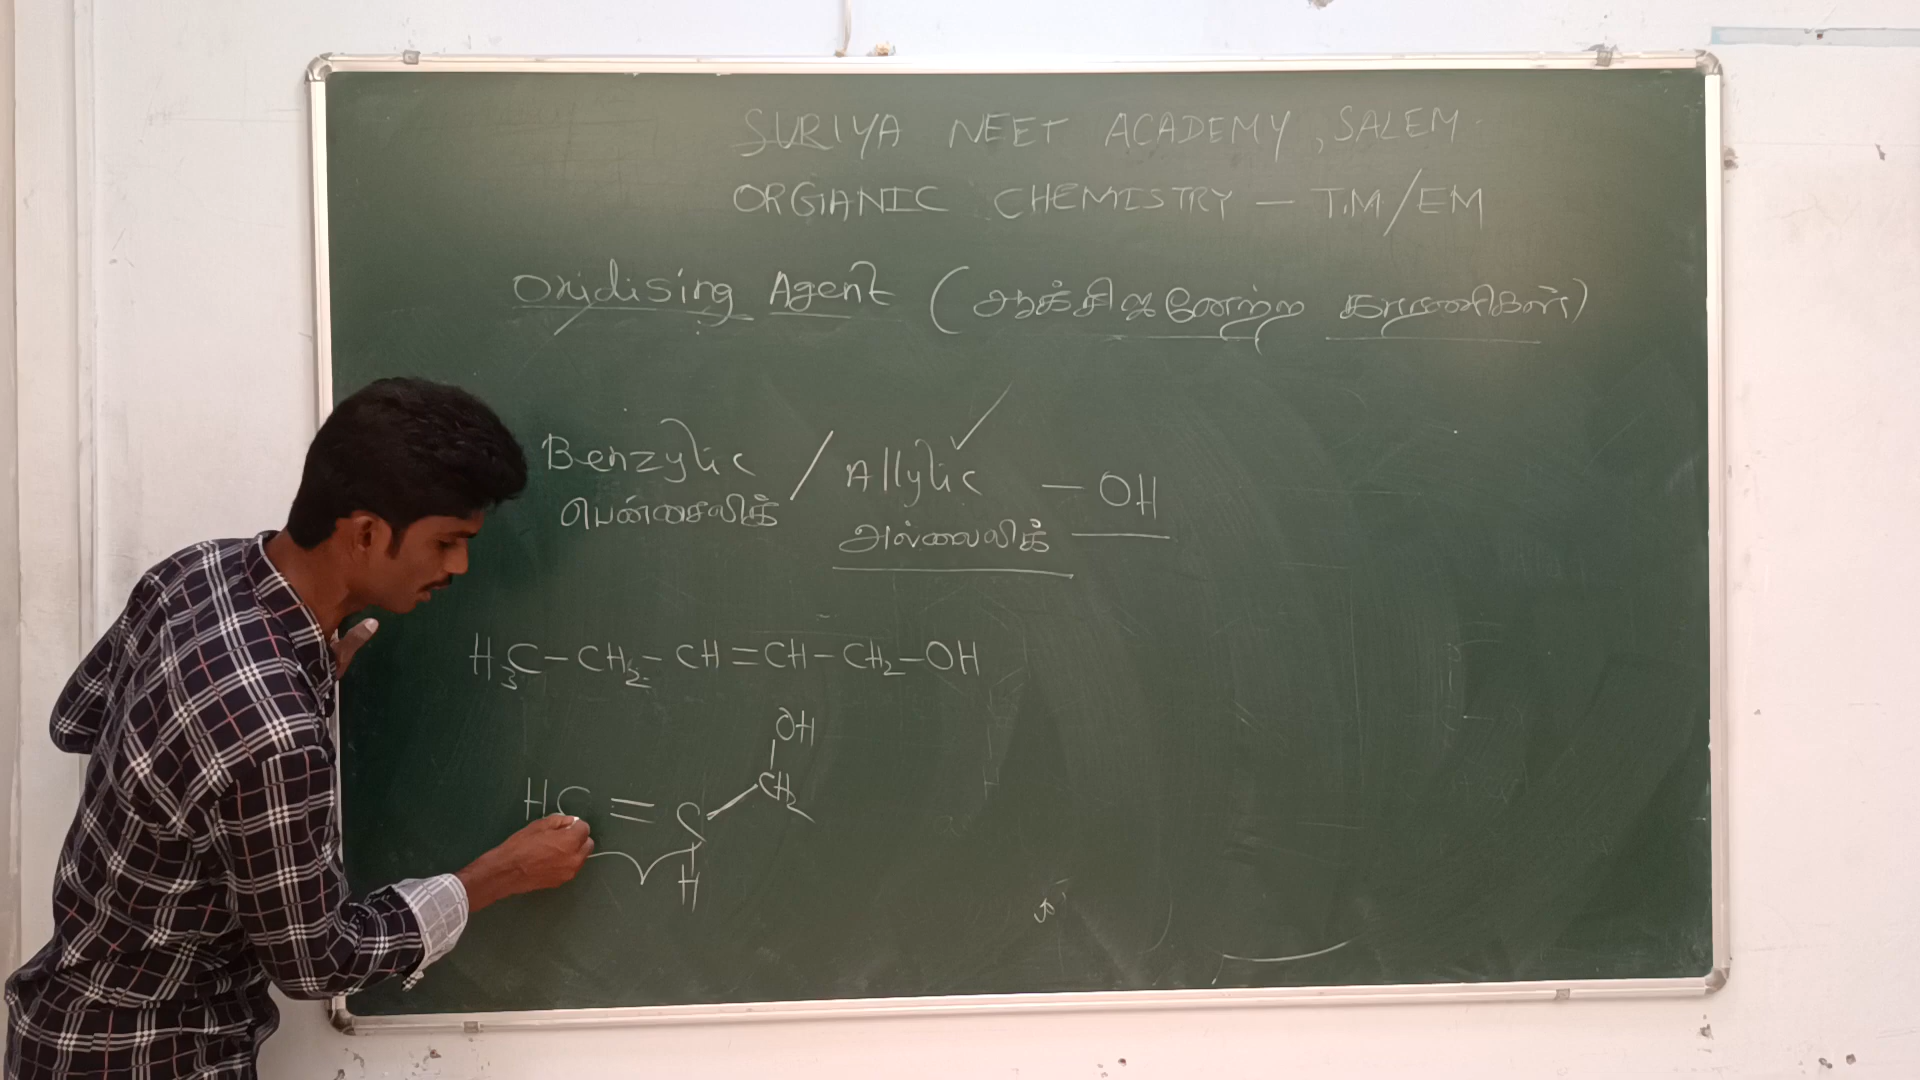 SURIYA NEET ACADEMY, SALEM.
ORGANIC CHEMISTRY – T.M/EM
Oxidising Agent (ஆக்சிஜனேற்ற காரணிகள்)
Benzylic / Allylic – OH
பென்சைலிக் அல்லைலிக்
H3C–CH2–CH=CH–CH2–OH
OH
HC=C CH2
H